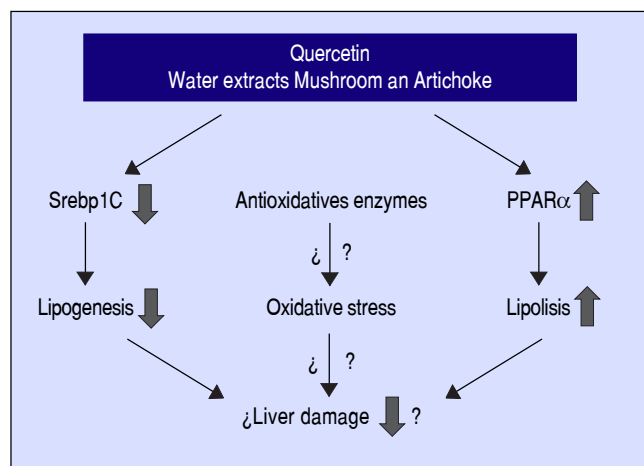 Quercetin
Water extracts Mushroom an Artichoke
Srebp1C
Antioxidatives enzymes
PPARα
¿ ?
Lipogenesis
Oxidative stress
Lipolisis
¿ ?
¿Liver damage ?